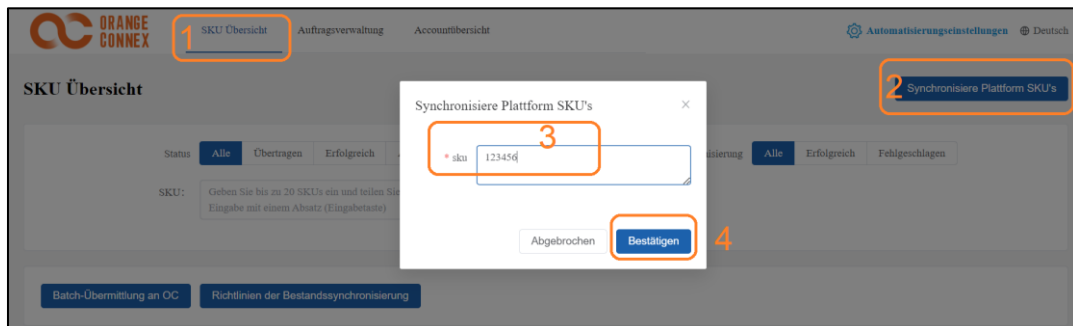 ORANGE
CONNEX
1
SKU Übersicht
Auftragsverwaltung
Accountübersicht
Automatisierungseinstellungen
Deutsch
SKU Übersicht
2
Synchronisiere Plattform SKU's
Synchronisiere Plattform SKU's
×
3
* sku
123456
Status
Alle
Übertragen
Erfolgreich
Alle
Erfolgreich
Fehlgeschlagen
SKU:
Geben Sie bis zu 20 SKUs ein und teilen Sie
Eingabe mit einem Absatz (Eingabetaste)
Abgebrochen
Bestätigen
4
Batch-Übermittlung an OC
Richtlinien der Bestandssynchronisierung